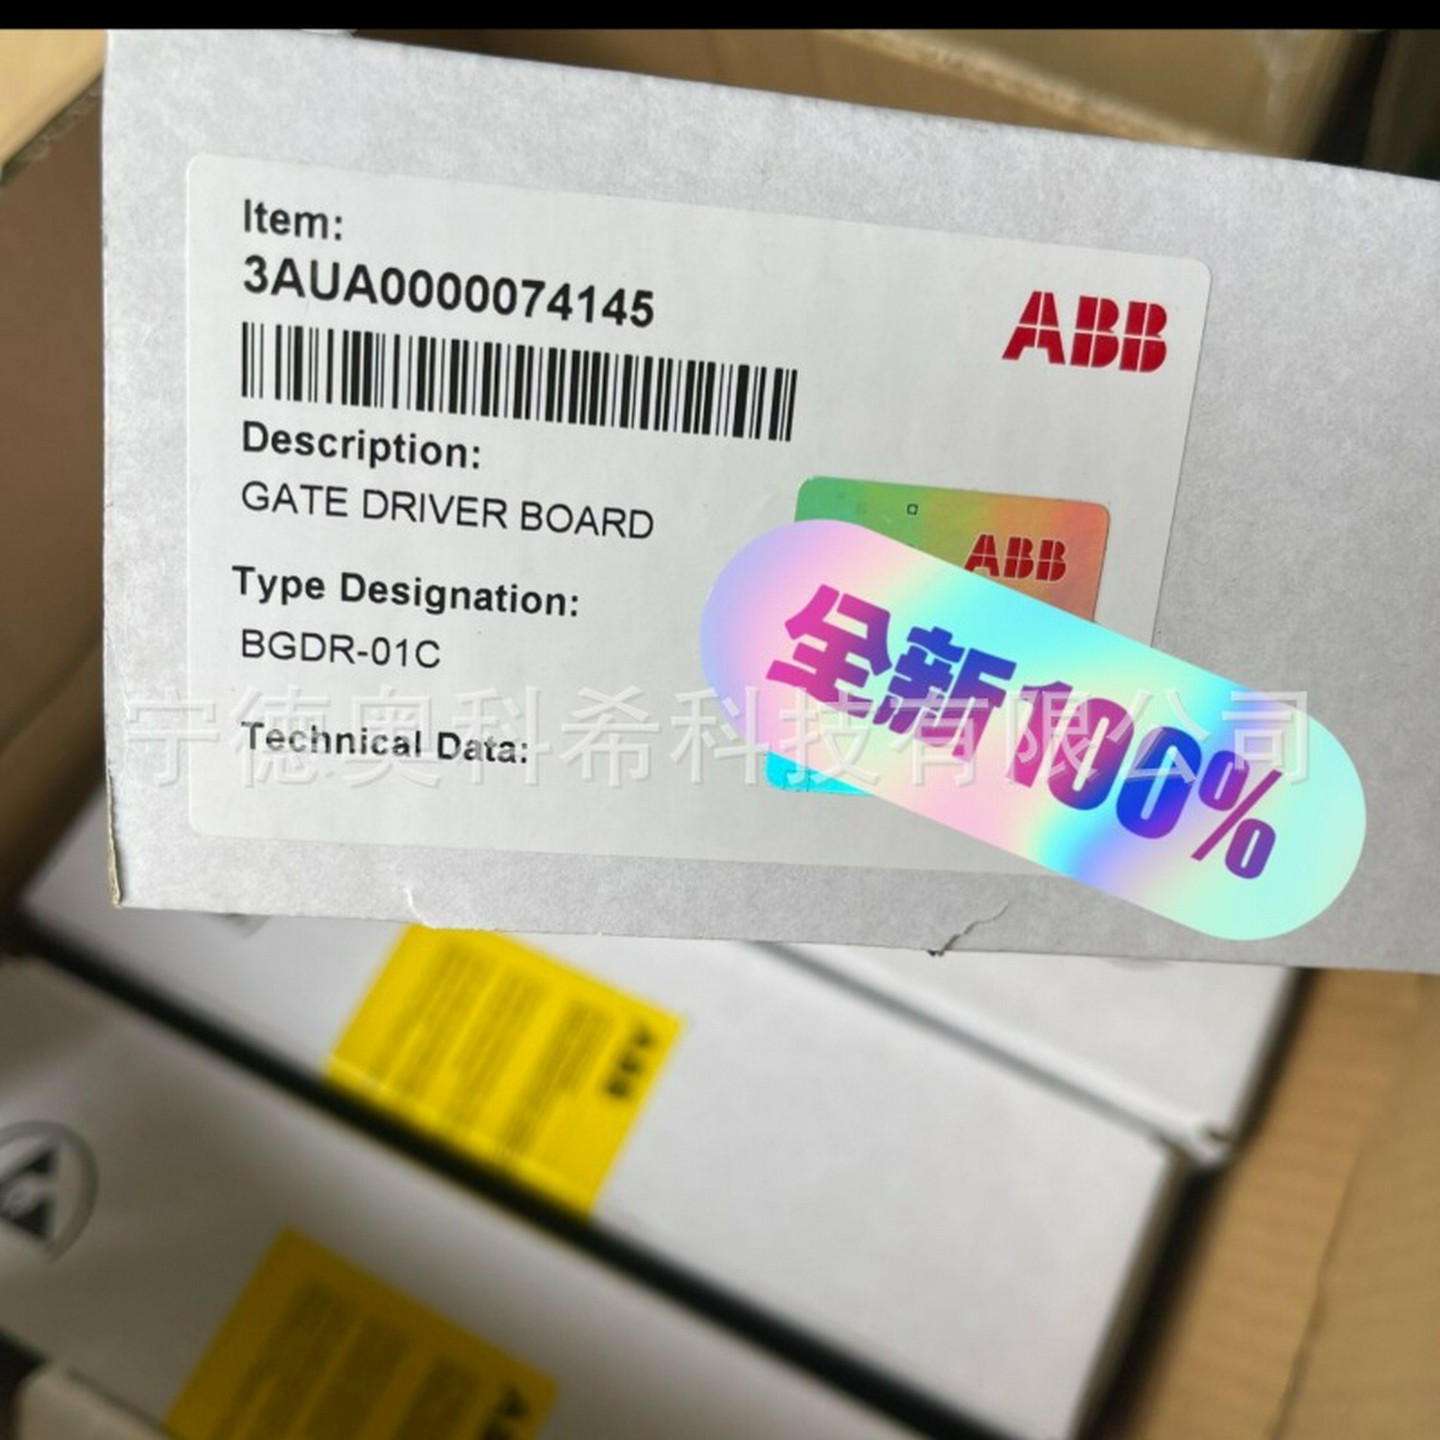 Item:
3AUA0000074145
ABB
Description:
GATE DRIVER BOARD
ABB
Type Designation:
BGDR-01C
全新100%
宁德奥科希科技有限公司
Technical Data:
ABB